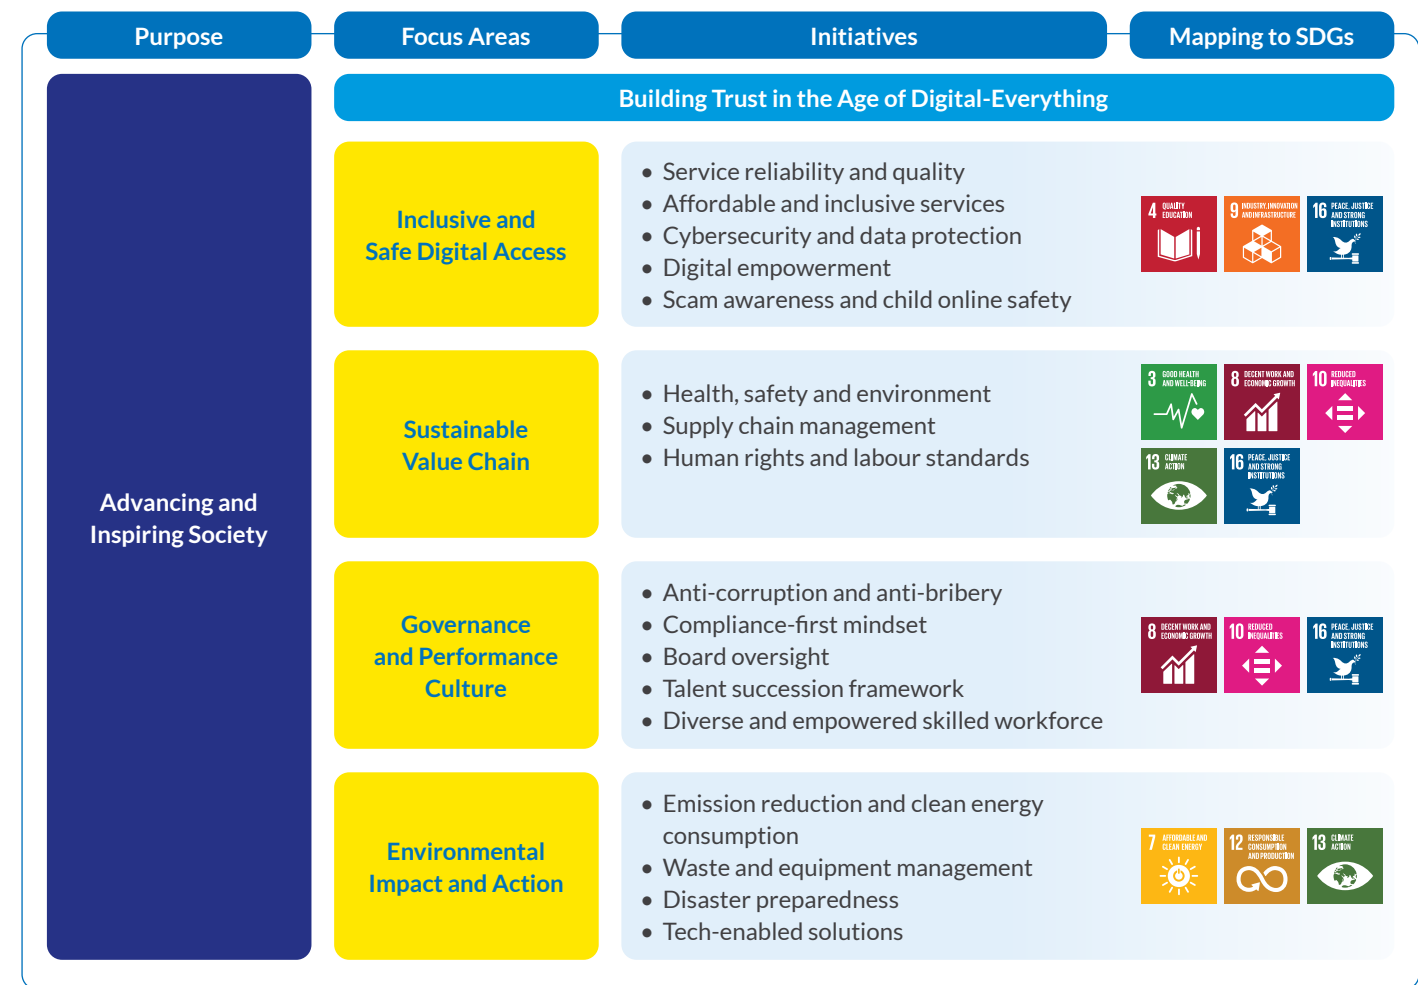 Purpose
Focus Areas
Initiatives
Mapping to SDGs
Building Trust in the Age of Digital-Everything
Advancing and
Inspiring Society
Inclusive and
Safe Digital Access
• Service reliability and quality
• Affordable and inclusive services
• Cybersecurity and data protection
• Digital empowerment
• Scam awareness and child online safety
4 QUALITY
EDUCATION
9 INDUSTRY, INNOVATION
AND INFRASTRUCTURE
16 PEACE, JUSTICE
AND STRONG
INSTITUTIONS
Sustainable
Value Chain
• Health, safety and environment
• Supply chain management
• Human rights and labour standards
3 GOOD HEALTH
AND WELL-BEING
8 DECENT WORK AND
ECONOMIC GROWTH
10 REDUCED
INEQUALITIES
13 CLIMATE
ACTION
16 PEACE, JUSTICE
AND STRONG
INSTITUTIONS
Governance
and Performance
Culture
• Anti-corruption and anti-bribery
• Compliance-first mindset
• Board oversight
• Talent succession framework
• Diverse and empowered skilled workforce
8 DECENT WORK AND
ECONOMIC GROWTH
10 REDUCED
INEQUALITIES
16 PEACE, JUSTICE
AND STRONG
INSTITUTIONS
Environmental
Impact and Action
• Emission reduction and clean energy
consumption
• Waste and equipment management
• Disaster preparedness
• Tech-enabled solutions
7 AFFORDABLE AND
CLEAN ENERGY
12 RESPONSIBLE
CONSUMPTION
AND PRODUCTION
13 CLIMATE
ACTION